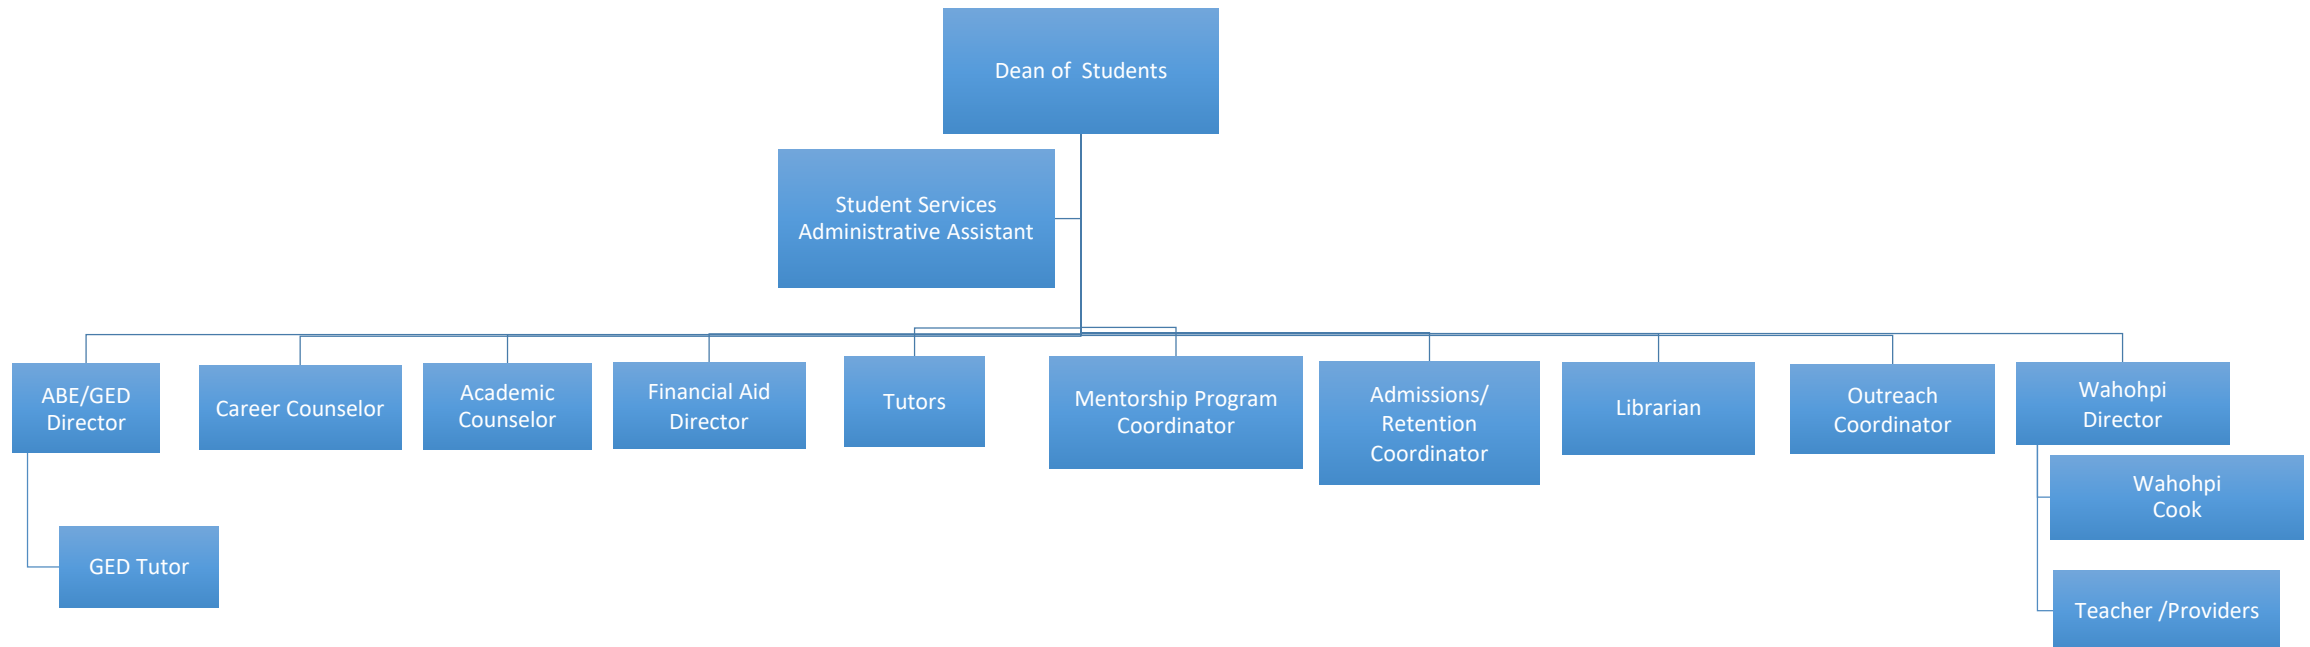 Dean of  Students
Student Services
Administrative Assistant
ABE/GED
Director
Career Counselor
Academic
Counselor
Financial Aid
Director
Tutors
Mentorship Program
Coordinator
Admissions/
Retention
Coordinator
Librarian
Outreach
Coordinator
Wahohpi
Director
Wahohpi
Cook
GED Tutor
Teacher /Providers